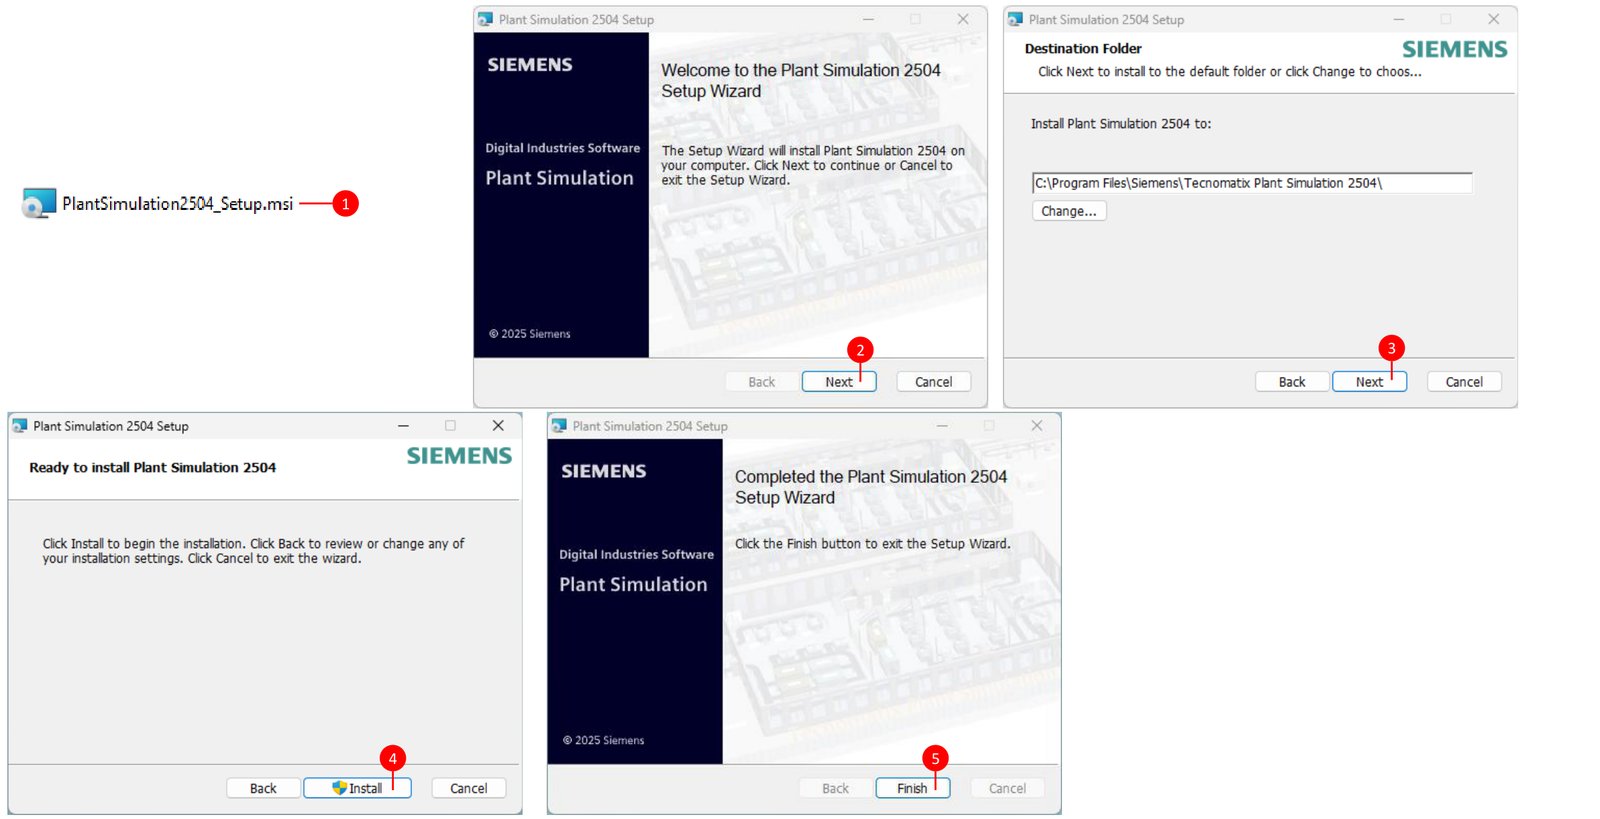 PlantSimulation2504_Setup.msi
1
Plant Simulation 2504 Setup
SIEMENS
Digital Industries Software
Plant Simulation
© 2025 Siemens
Welcome to the Plant Simulation 2504
Setup Wizard
The Setup Wizard will install Plant Simulation 2504 on
your computer. Click Next to continue or Cancel to
exit the Setup Wizard.
2
Back
Next
Cancel
Plant Simulation 2504 Setup
Destination Folder
SIEMENS
Click Next to install to the default folder or click Change to choos...
Install Plant Simulation 2504 to:
C:\Program Files\Siemens\Tecnomatix Plant Simulation 2504\
Change...
3
Back
Next
Cancel
Plant Simulation 2504 Setup
SIEMENS
Ready to install Plant Simulation 2504
Click Install to begin the installation. Click Back to review or change any of
your installation settings. Click Cancel to exit the wizard.
4
Back
Install
Cancel
Plant Simulation 2504 Setup
SIEMENS
Digital Industries Software
Plant Simulation
© 2025 Siemens
Completed the Plant Simulation 2504
Setup Wizard
Click the Finish button to exit the Setup Wizard.
5
Back
Finish
Cancel